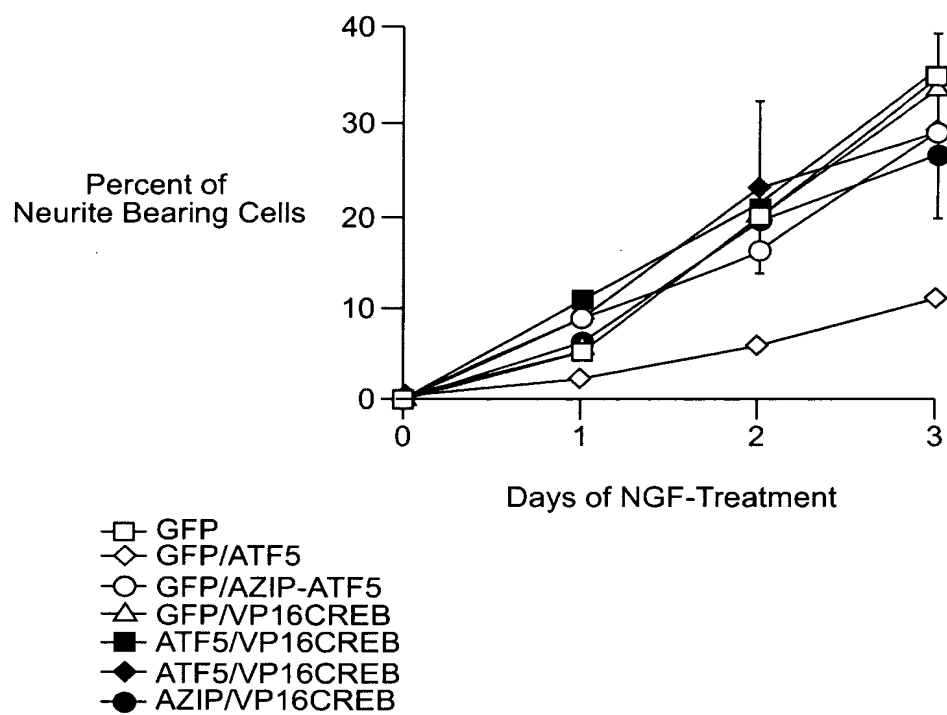 40
30
20
10
0
Percent of
Neurite Bearing Cells
0 1 2 3
Days of NGF-Treatment
GFP
GFP/ATF5
GFP/AZIP-ATF5
GFP/VP16CREB
ATF5/VP16CREB
ATF5/VP16CREB
AZIP/VP16CREB